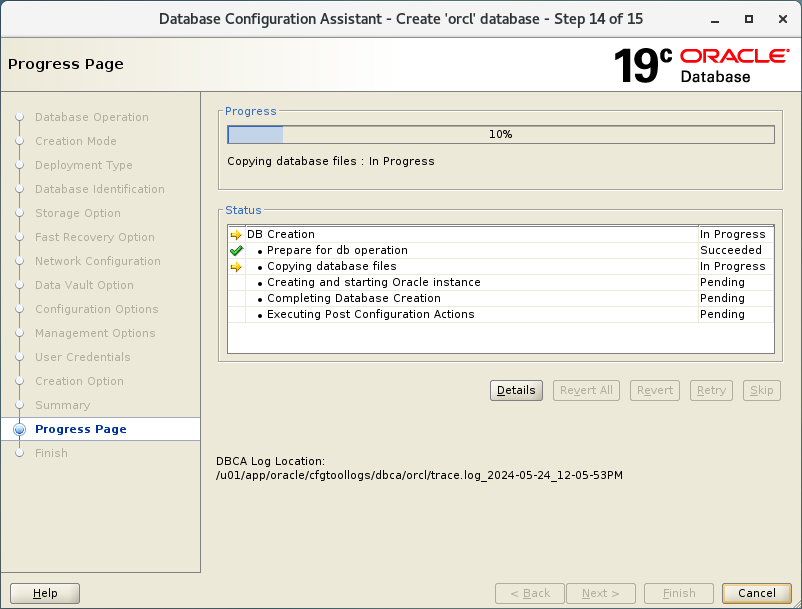 Database Configuration Assistant - Create 'orcl' database - Step 14 of 15
Progress Page
19c ORACLE Database
Database Operation
Creation Mode
Deployment Type
Database Identification
Storage Option
Fast Recovery Option
Network Configuration
Data Vault Option
Configuration Options
Management Options
User Credentials
Creation Option
Summary
Progress Page
Finish
Progress
10%
Copying database files : In Progress
Status
DB Creation In Progress
• Prepare for db operation Succeeded
• Copying database files In Progress
• Creating and starting Oracle instance Pending
• Completing Database Creation Pending
• Executing Post Configuration Actions Pending
Details Revert All Revert Retry Skip
DBCA Log Location:
/u01/app/oracle/cfgtoollogs/dbca/orcl/trace.log_2024-05-24_12-05-53PM
Help < Back Next > Finish Cancel